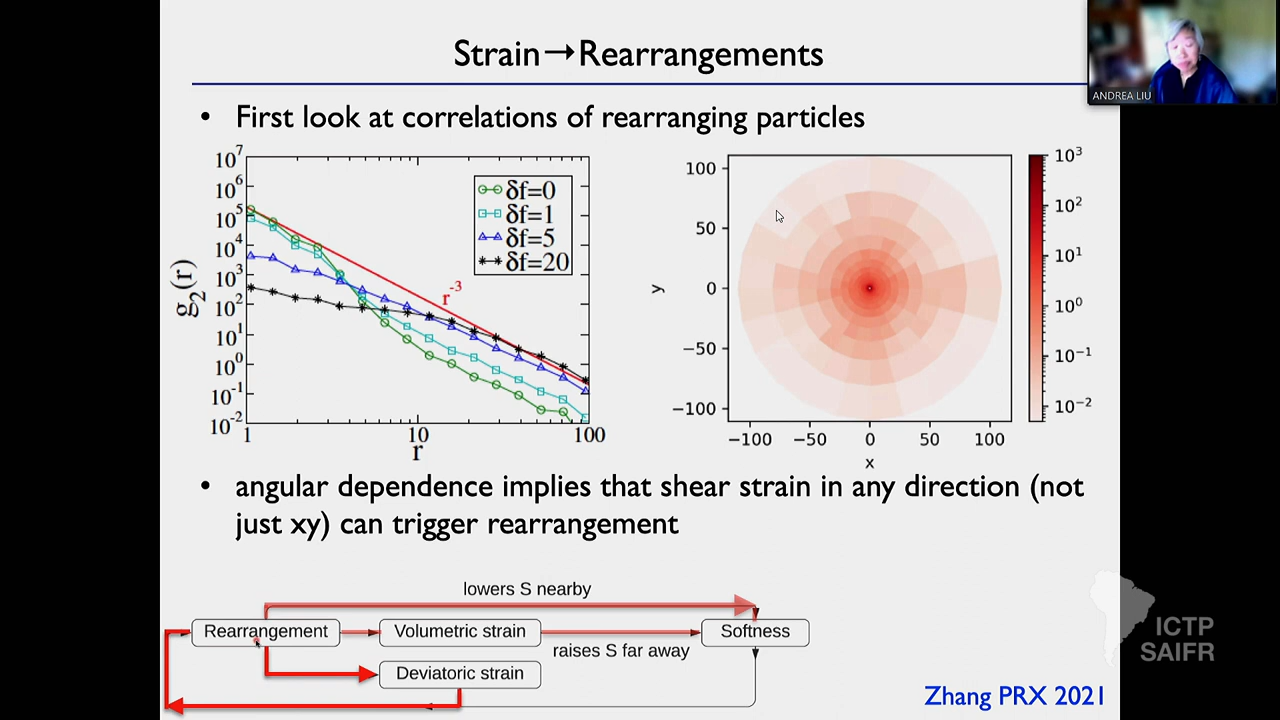 Strain→Rearrangements
ANDREA LIU
• First look at correlations of rearranging particles
10^7
10^6
10^5
10^4
10^3
10^2
10^1
10^0
10^-1
10^-2
g_2(r)
1 10 100
r
δf=0
δf=1
δf=5
δf=20
r^-3
100
50
0
−50
−100
y
−100 −50 0 50 100
x
10^3
10^2
10^1
10^0
10^−1
10^−2
• angular dependence implies that shear strain in any direction (not
just xy) can trigger rearrangement
lowers S nearby
Rearrangement
Volumetric strain
Softness
raises S far away
Deviatoric strain
ICTP
SAIFR
Zhang PRX 2021